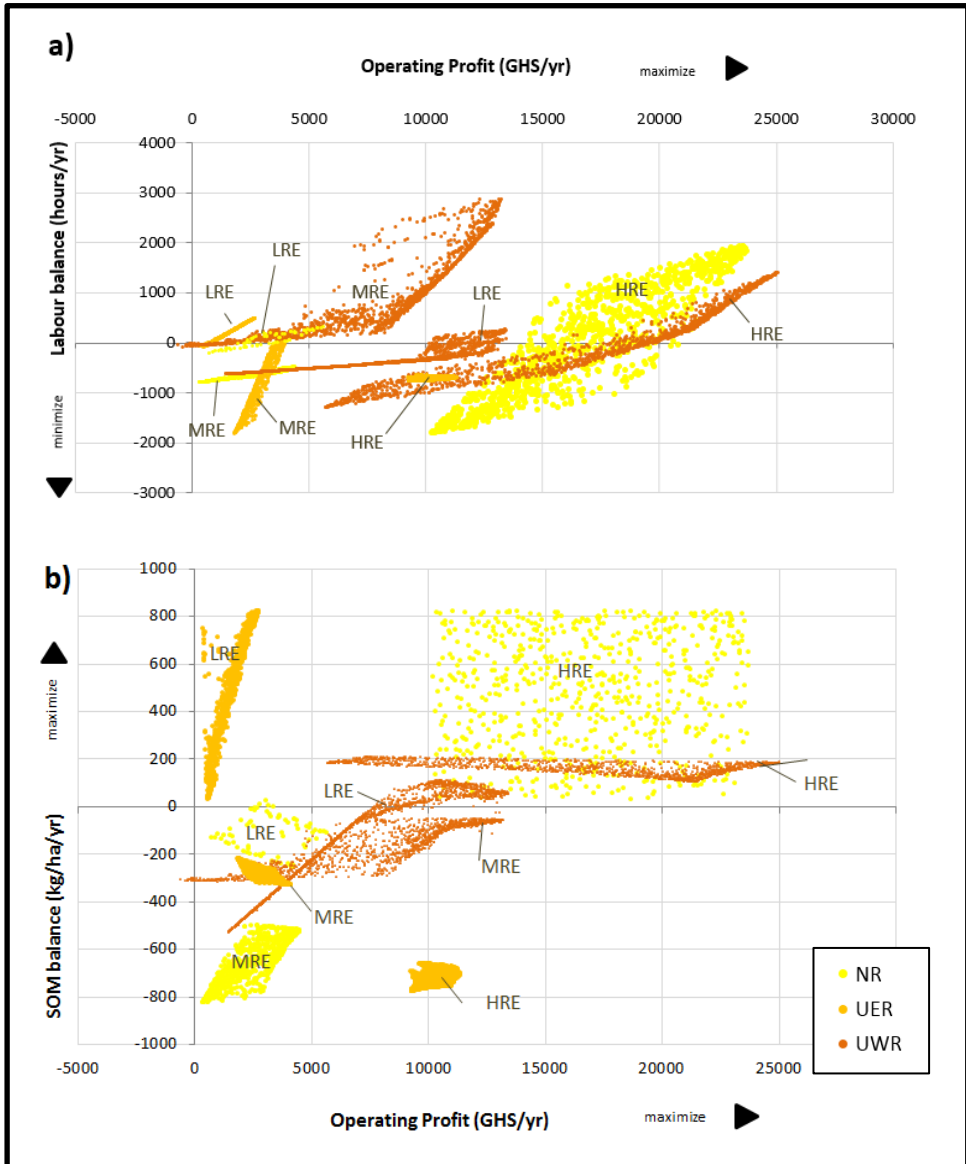 a)
Operating Profit (GHS/yr) maximize
-5000 0 5000 10000 15000 20000 25000 30000
Labour balance (hours/yr)
minimize
4000
3000
2000
1000
0
-1000
-2000
-3000
LRE
LRE
MRE
LRE
HRE
HRE
MRE
MRE
HRE
b)
SOM balance (kg/ha/yr)
maximize
1000
800
600
400
200
0
-200
-400
-600
-800
-1000
LRE
HRE
LRE
HRE
LRE
MRE
MRE
MRE
HRE
NR
UER
UWR
-5000 0 5000 10000 15000 20000 25000
Operating Profit (GHS/yr) maximize